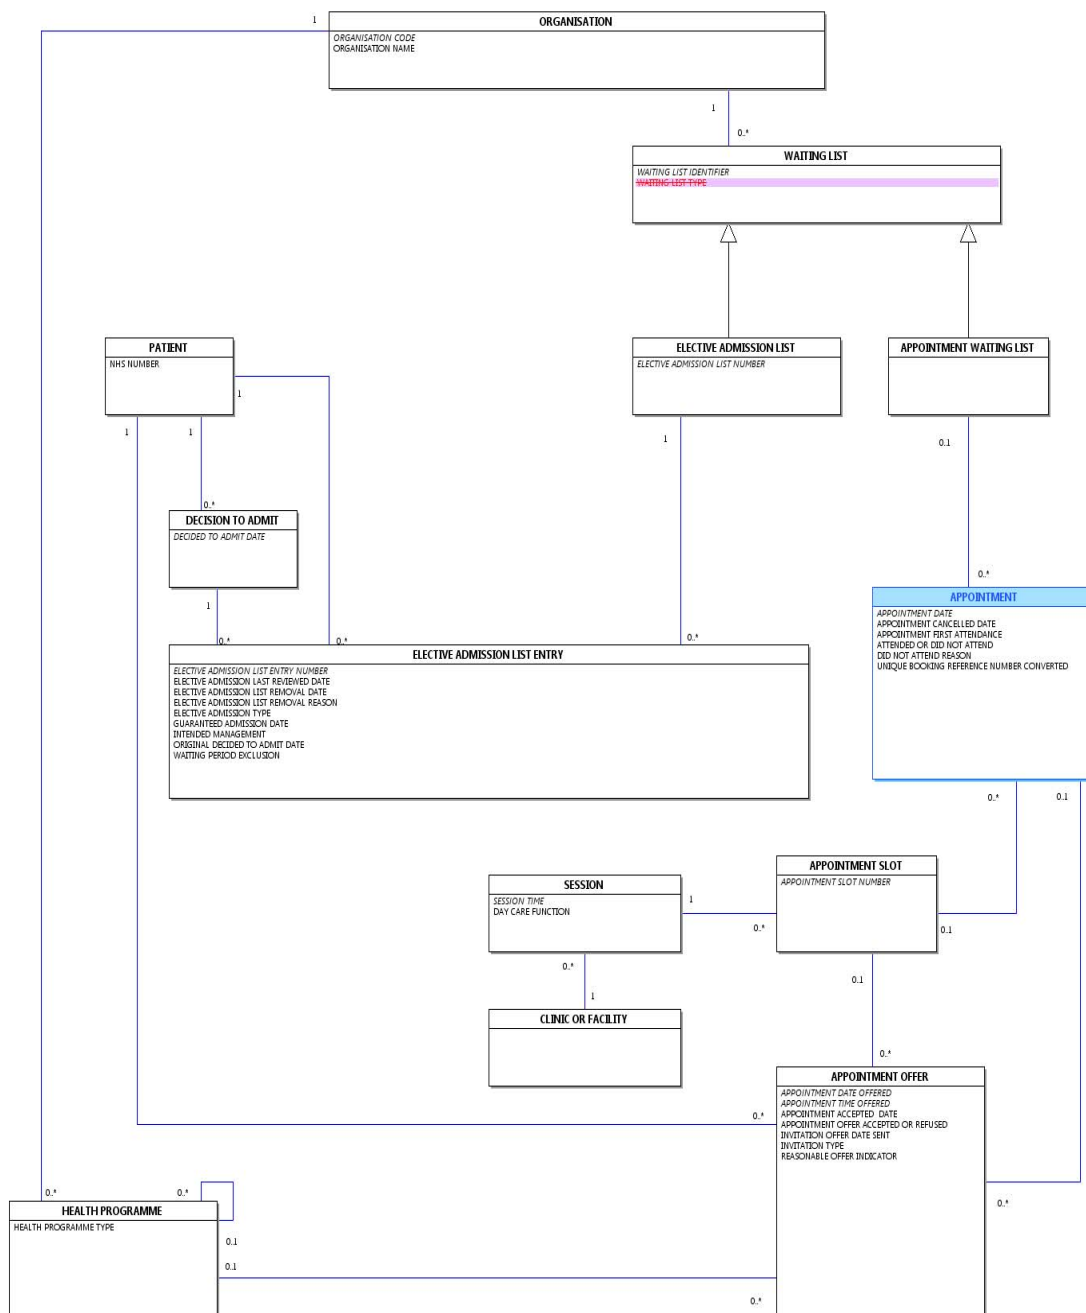 1
ORGANISATION
ORGANISATION CODE
ORGANISATION NAME
1
0..*
WAITING LIST
WAITING LIST IDENTIFIER
WAITING LIST TYPE
PATIENT
NHS NUMBER
1
1
1
ELECTIVE ADMISSION LIST
ELECTIVE ADMISSION LIST NUMBER
1
APPOINTMENT WAITING LIST
0..1
0..*
DECISION TO ADMIT
DECIDED TO ADMIT DATE
1
0..*
0..*
0..*
ELECTIVE ADMISSION LIST ENTRY
ELECTIVE ADMISSION LIST ENTRY NUMBER
ELECTIVE ADMISSION LAST REVIEWED DATE
ELECTIVE ADMISSION LIST REMOVAL DATE
ELECTIVE ADMISSION LIST REMOVAL REASON
ELECTIVE ADMISSION TYPE
GUARANTEED ADMISSION DATE
INTENDED MANAGEMENT
ORIGINAL DECIDED TO ADMIT DATE
WAITING PERIOD EXCLUSION
0..*
APPOINTMENT
APPOINTMENT DATE
APPOINTMENT CANCELLED DATE
APPOINTMENT FIRST ATTENDANCE
ATTENDED OR DID NOT ATTEND
DID NOT ATTEND REASON
UNIQUE BOOKING REFERENCE NUMBER CONVERTED
0..*
0..1
APPOINTMENT SLOT
APPOINTMENT SLOT NUMBER
SESSION
SESSION TIME
DAY CARE FUNCTION
1
0..*
0..1
0..*
1
0..1
0..*
CLINIC OR FACILITY
APPOINTMENT OFFER
APPOINTMENT DATE OFFERED
APPOINTMENT TIME OFFERED
APPOINTMENT ACCEPTED  DATE
APPOINTMENT OFFER ACCEPTED OR REFUSED
INVITATION OFFER DATE SENT
INVITATION TYPE
REASONABLE OFFER INDICATOR
0..*
0..*
0..*
0..*
HEALTH PROGRAMME
HEALTH PROGRAMME TYPE
0..1
0..1
0..*